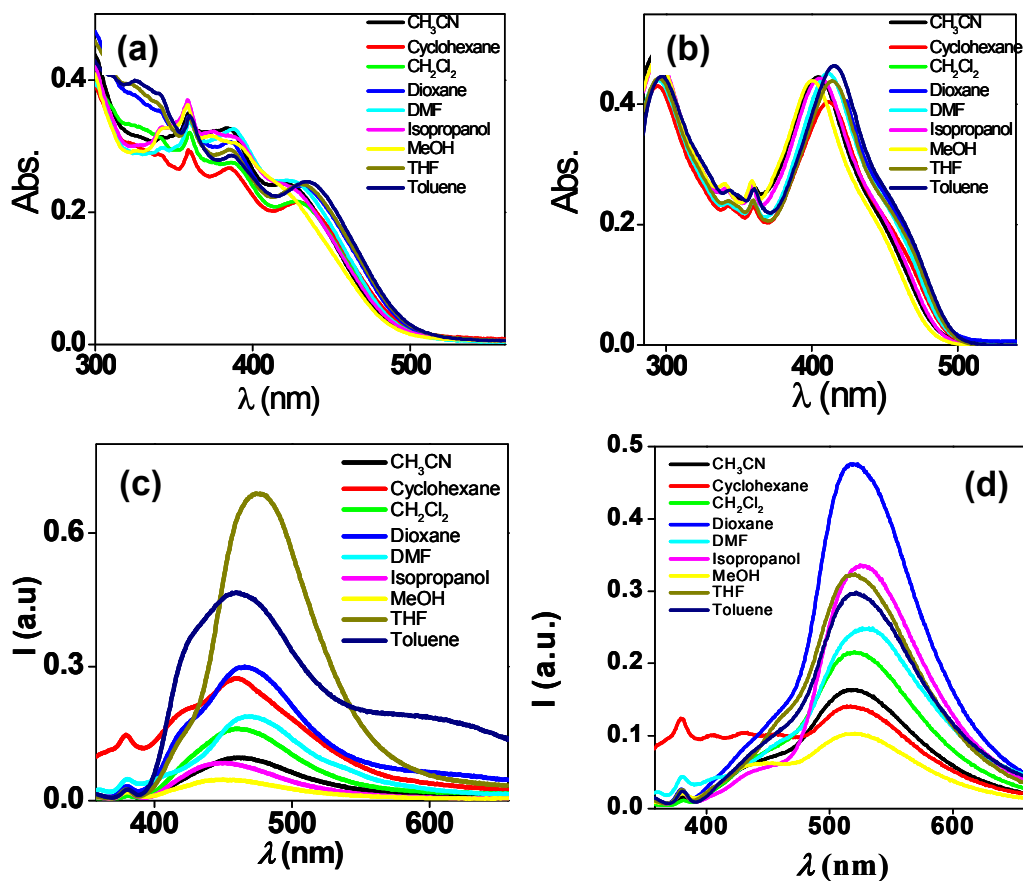 (a)
CH₃CN
Cyclohexane
CH₂Cl₂
Dioxane
DMF
Isopropanol
MeOH
THF
Toluene
Abs.
0.4
0.2
0.0
300
400
500
λ (nm)
(b)
CH₃CN
Cyclohexane
CH₂Cl₂
Dioxane
DMF
Isopropanol
MeOH
THF
Toluene
Abs.
0.4
0.2
0.0
300
400
500
λ (nm)
(c)
CH₃CN
Cyclohexane
CH₂Cl₂
Dioxane
DMF
Isopropanol
MeOH
THF
Toluene
I (a.u)
0.6
0.3
0.0
400
500
600
λ (nm)
(d)
CH₃CN
Cyclohexane
CH₂Cl₂
Dioxane
DMF
Isopropanol
MeOH
THF
Toluene
I (a.u.)
0.5
0.4
0.3
0.2
0.1
0.0
400
500
600
λ (nm)